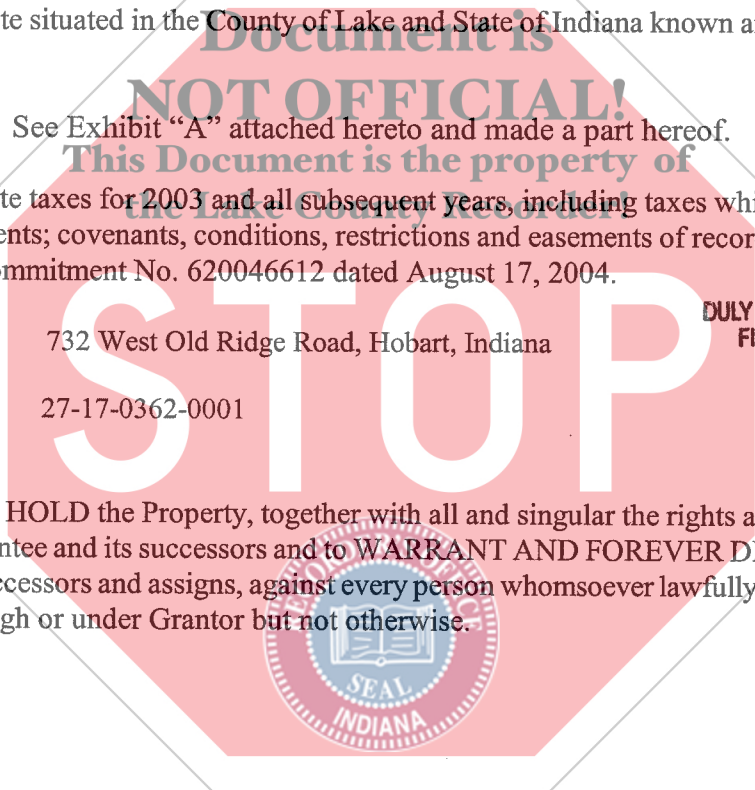 Document is
te situated in the County of Lake and State of Indiana known a
NOT OFFICIAL!
See Exhibit “A” attached hereto and made a part hereof.
This Document is the property of
te taxes for 2003 and all subsequent years, including taxes whi
the Lake County Recorder!
ents; covenants, conditions, restrictions and easements of recor
mmitment No. 620046612 dated August 17, 2004.
STOP
DULY
732 West Old Ridge Road, Hobart, Indiana
27-17-0362-0001
HOLD the Property, together with all and singular the rights a
ntee and its successors and to WARRANT AND FOREVER D
ccessors and assigns, against every person whomsoever lawfully
gh or under Grantor but not otherwise.
RECORDER'S OFFICE
SEAL
INDIANA